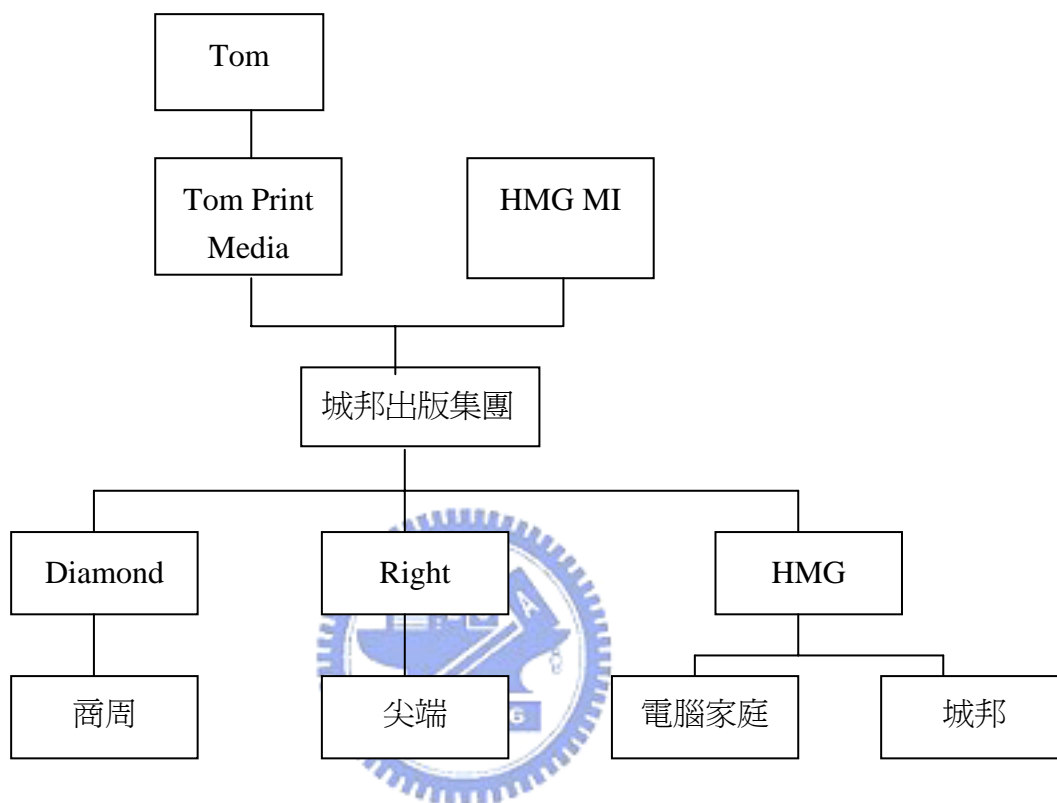 Tom
Tom Print
Media
HMG MI
城邦出版集團
Diamond
Right
HMG
商周
尖端
電腦家庭
城邦